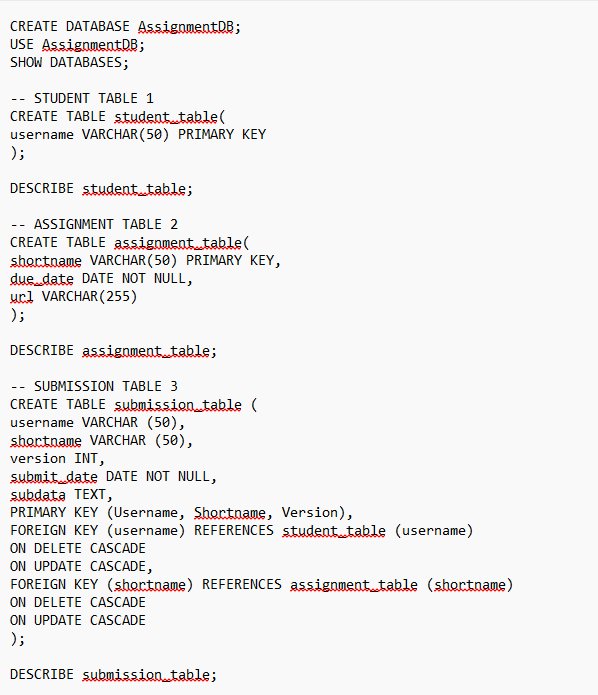 CREATE DATABASE AssignmentDB;
USE AssignmentDB;
SHOW DATABASES;
-- STUDENT TABLE 1
CREATE TABLE student_table(
username VARCHAR(50) PRIMARY KEY
);
DESCRIBE student_table;
-- ASSIGNMENT TABLE 2
CREATE TABLE assignment_table(
shortname VARCHAR(50) PRIMARY KEY,
due_date DATE NOT NULL,
url VARCHAR(255)
);
DESCRIBE assignment_table;
-- SUBMISSION TABLE 3
CREATE TABLE submission_table (
username VARCHAR (50),
shortname VARCHAR (50),
version INT,
submit_date DATE NOT NULL,
subdata TEXT,
PRIMARY KEY (Username, Shortname, Version),
FOREIGN KEY (username) REFERENCES student_table (username)
ON DELETE CASCADE
ON UPDATE CASCADE,
FOREIGN KEY (shortname) REFERENCES assignment_table (shortname)
ON DELETE CASCADE
ON UPDATE CASCADE
);
DESCRIBE submission_table;